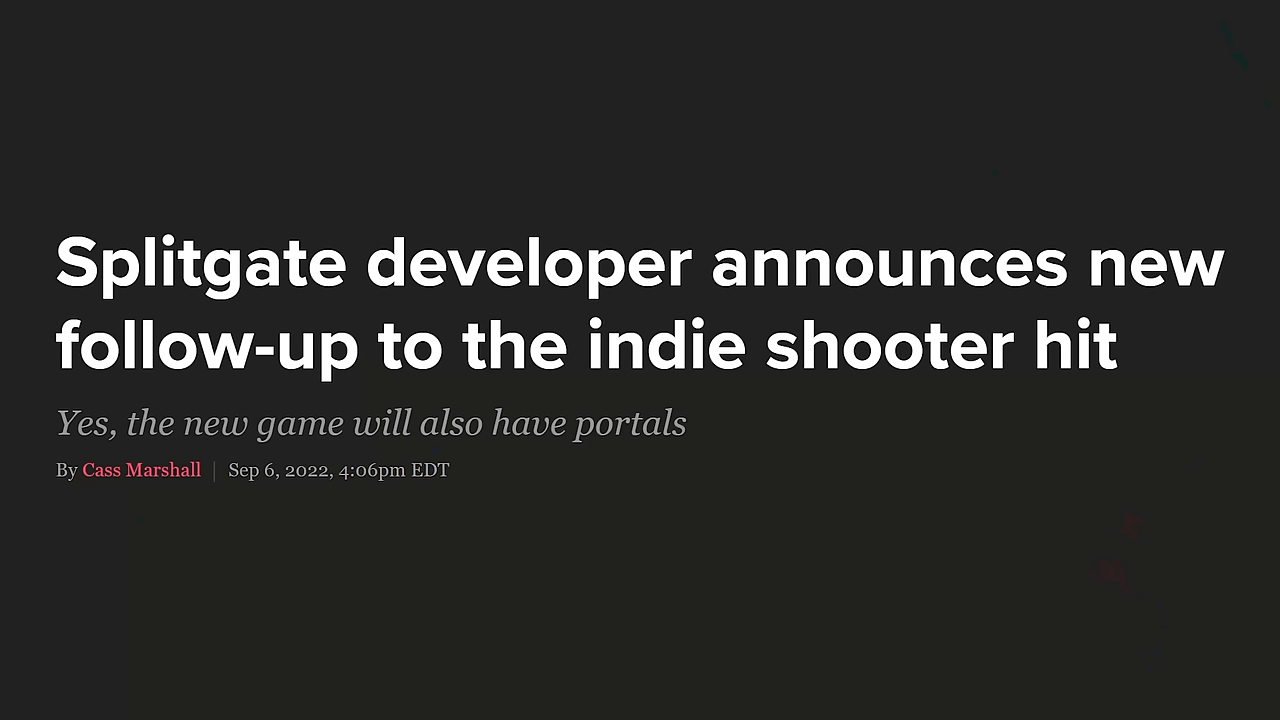 Splitgate developer announces new
follow-up to the indie shooter hit
Yes, the new game will also have portals
By Cass Marshall | Sep 6, 2022, 4:06pm EDT